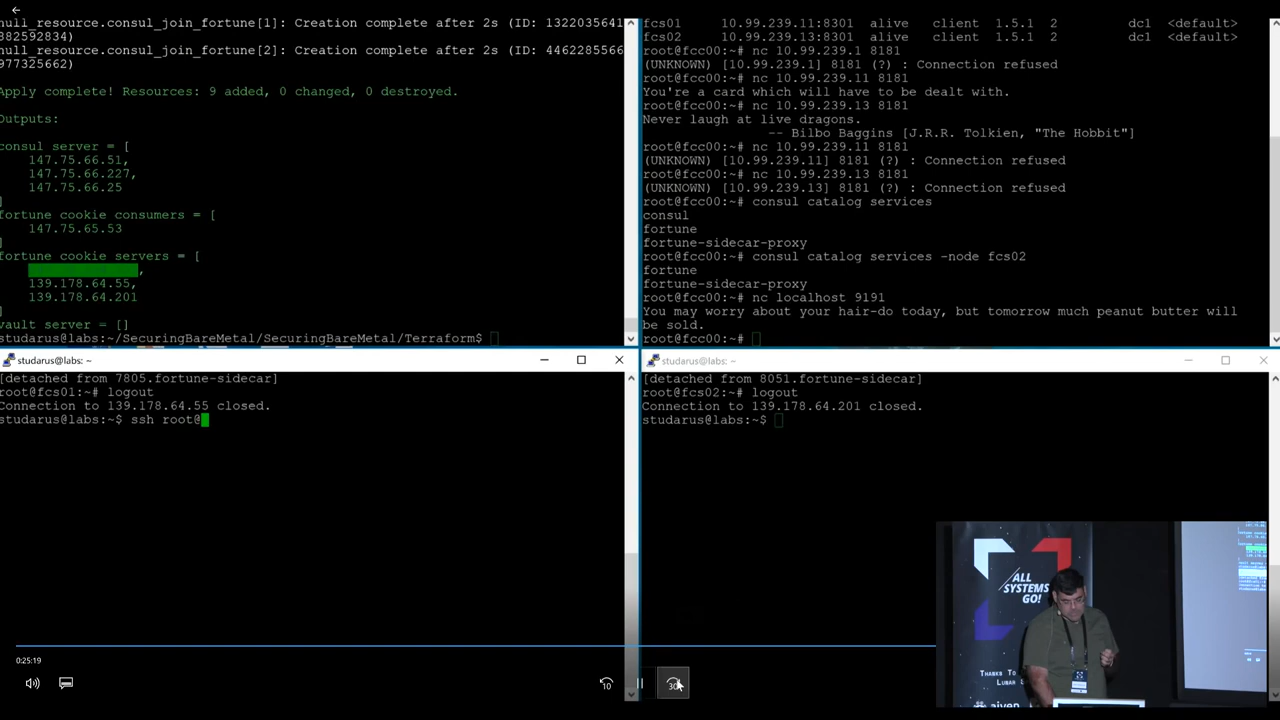 null_resource.consul_join_fortune[1]: Creation complete after 2s (ID: 1322035641
882592834)
null_resource.consul_join_fortune[2]: Creation complete after 2s (ID: 4462285566
977325662)
Apply complete! Resources: 9 added, 0 changed, 0 destroyed.
Outputs:
consul server = [
147.75.66.51,
147.75.66.227,
147.75.66.25
]
fortune cookie consumers = [
147.75.65.53
]
fortune cookie servers = [
,
139.178.64.55,
139.178.64.201
]
vault server = []
studarus@labs:~/SecuringBareMetal/SecuringBareMetal/Terraform$
fcs01 10.99.239.11:8301 alive client 1.5.1 2 dc1 <default>
fcs02 10.99.239.13:8301 alive client 1.5.1 2 dc1 <default>
root@fcc00:~# nc 10.99.239.1 8181
(UNKNOWN) [10.99.239.1] 8181 (?) : Connection refused
root@fcc00:~# nc 10.99.239.11 8181
You're a card which will have to be dealt with.
root@fcc00:~# nc 10.99.239.13 8181
Never laugh at live dragons.
-- Bilbo Baggins [J.R.R. Tolkien, "The Hobbit"]
root@fcc00:~# nc 10.99.239.11 8181
(UNKNOWN) [10.99.239.11] 8181 (?) : Connection refused
root@fcc00:~# nc 10.99.239.13 8181
(UNKNOWN) [10.99.239.13] 8181 (?) : Connection refused
root@fcc00:~# consul catalog services
consul
fortune
fortune-sidecar-proxy
root@fcc00:~# consul catalog services -node fcs02
fortune
fortune-sidecar-proxy
root@fcc00:~# nc localhost 9191
You may worry about your hair-do today, but tomorrow much peanut butter will
be sold.
root@fcc00:~#
studarus@labs: ~
[detached from 7805.fortune-sidecar]
root@fcs01:~# logout
Connection to 139.178.64.55 closed.
studarus@labs:~$ ssh root@
studarus@labs: ~
[detached from 8051.fortune-sidecar]
root@fcs02:~# logout
Connection to 139.178.64.201 closed.
studarus@labs:~$
ALL
SYSTEMS
GO!
THANKS TO
aiven
0:25:19
10
30